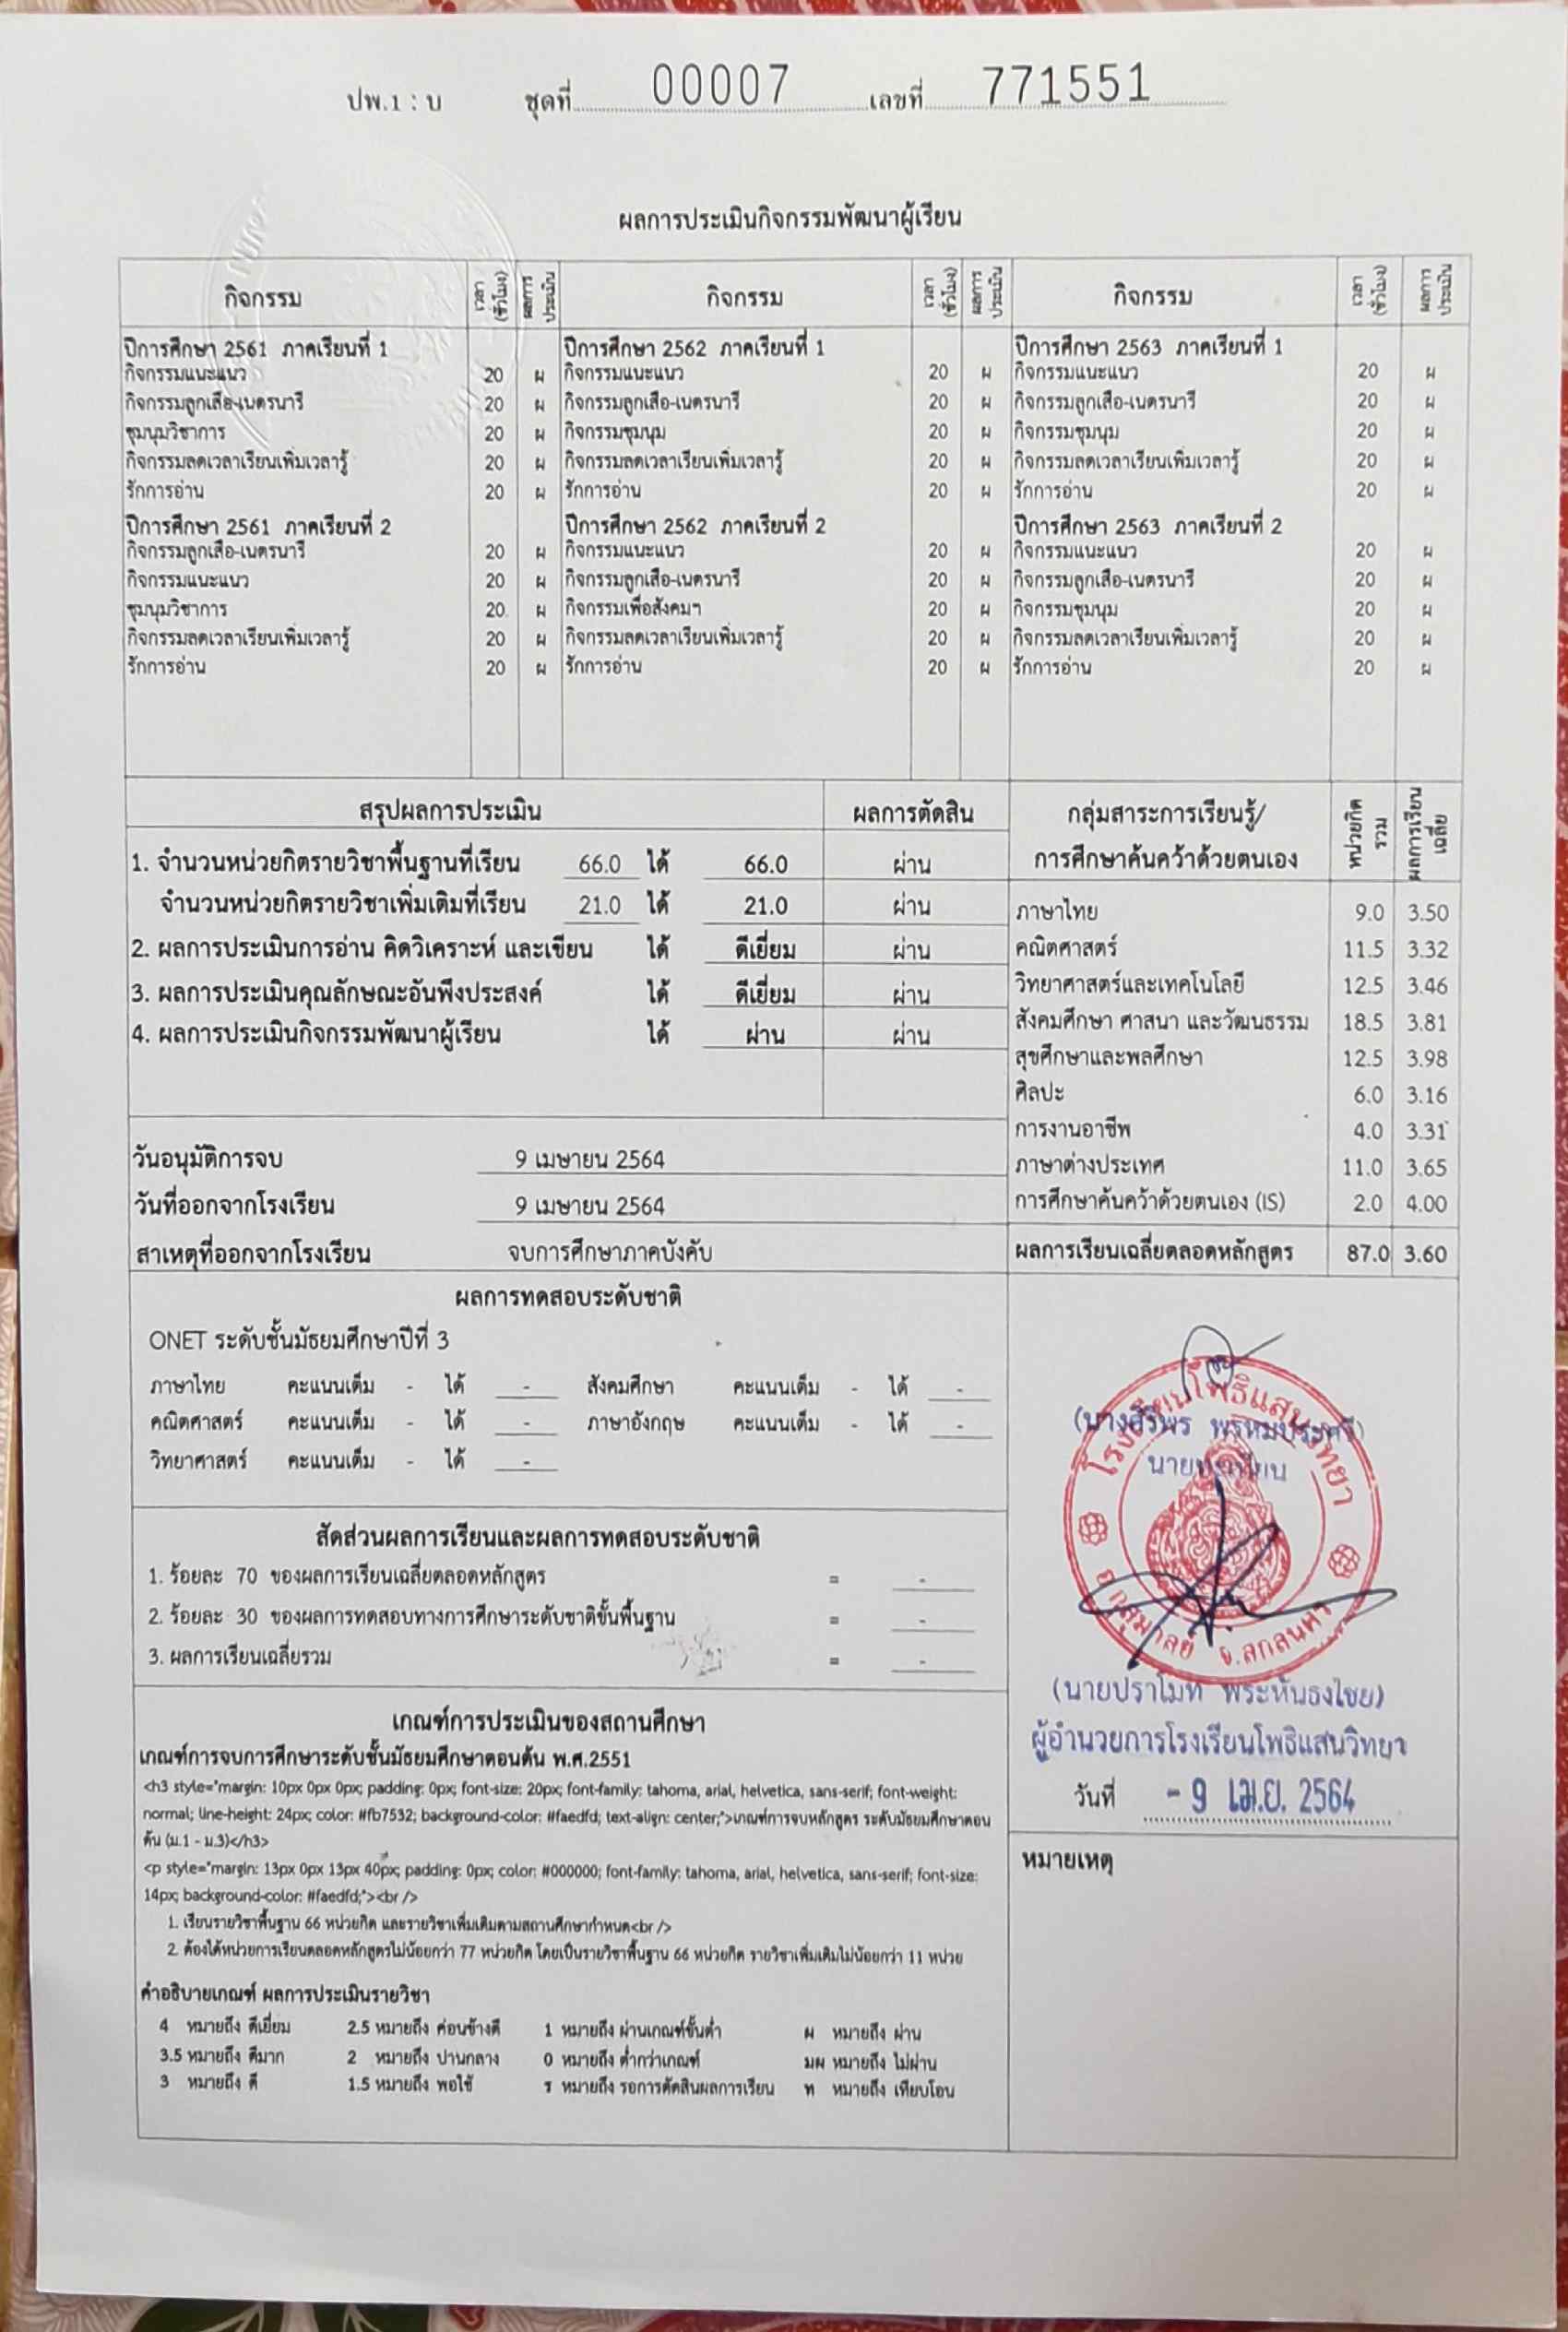 ปพ.1 : บ ชุดที่ 00007 เลขที่ 771551
ผลการประเมินกิจกรรมพัฒนาผู้เรียน
กิจกรรม เวลา (ชั่วโมง) ผลการประเมิน กิจกรรม เวลา (ชั่วโมง) ผลการประเมิน กิจกรรม เวลา (ชั่วโมง) ผลการประเมิน
ปีการศึกษา 2561 ภาคเรียนที่ 1 ปีการศึกษา 2562 ภาคเรียนที่ 1 ปีการศึกษา 2563 ภาคเรียนที่ 1
กิจกรรมแนะแนว 20 ผ กิจกรรมแนะแนว 20 ผ กิจกรรมแนะแนว 20 ผ
กิจกรรมลูกเสือ-เนตรนารี 20 ผ กิจกรรมลูกเสือ-เนตรนารี 20 ผ กิจกรรมลูกเสือ-เนตรนารี 20 ผ
ชุมนุมวิชาการ 20 ผ กิจกรรมชุมนุม 20 ผ กิจกรรมชุมนุม 20 ผ
กิจกรรมลดเวลาเรียนเพิ่มเวลารู้ 20 ผ กิจกรรมลดเวลาเรียนเพิ่มเวลารู้ 20 ผ กิจกรรมลดเวลาเรียนเพิ่มเวลารู้ 20 ผ
รักการอ่าน 20 ผ รักการอ่าน 20 ผ รักการอ่าน 20 ผ
ปีการศึกษา 2561 ภาคเรียนที่ 2 ปีการศึกษา 2562 ภาคเรียนที่ 2 ปีการศึกษา 2563 ภาคเรียนที่ 2
กิจกรรมลูกเสือ-เนตรนารี 20 ผ กิจกรรมแนะแนว 20 ผ กิจกรรมแนะแนว 20 ผ
กิจกรรมแนะแนว 20 ผ กิจกรรมลูกเสือ-เนตรนารี 20 ผ กิจกรรมลูกเสือ-เนตรนารี 20 ผ
ชุมนุมวิชาการ 20 ผ กิจกรรมเพื่อสังคมฯ 20 ผ กิจกรรมชุมนุม 20 ผ
กิจกรรมลดเวลาเรียนเพิ่มเวลารู้ 20 ผ กิจกรรมลดเวลาเรียนเพิ่มเวลารู้ 20 ผ กิจกรรมลดเวลาเรียนเพิ่มเวลารู้ 20 ผ
รักการอ่าน 20 ผ รักการอ่าน 20 ผ รักการอ่าน 20 ผ
สรุปผลการประเมิน ผลการตัดสิน
1. จำนวนหน่วยกิตรายวิชาพื้นฐานที่เรียน 66.0 ได้ 66.0 ผ่าน
จำนวนหน่วยกิตรายวิชาเพิ่มเติมที่เรียน 21.0 ได้ 21.0 ผ่าน
2. ผลการประเมินการอ่าน คิดวิเคราะห์ และเขียน ได้ ดีเยี่ยม ผ่าน
3. ผลการประเมินคุณลักษณะอันพึงประสงค์ ได้ ดีเยี่ยม ผ่าน
4. ผลการประเมินกิจกรรมพัฒนาผู้เรียน ได้ ผ่าน ผ่าน
วันอนุมัติการจบ 9 เมษายน 2564
วันที่ออกจากโรงเรียน 9 เมษายน 2564
สาเหตุที่ออกจากโรงเรียน จบการศึกษาภาคบังคับ
กลุ่มสาระการเรียนรู้/ หน่วยกิตรวม ผลการเรียนเฉลี่ย
การศึกษาค้นคว้าด้วยตนเอง
ภาษาไทย 9.0 3.50
คณิตศาสตร์ 11.5 3.32
วิทยาศาสตร์และเทคโนโลยี 12.5 3.46
สังคมศึกษา ศาสนา และวัฒนธรรม 18.5 3.81
สุขศึกษาและพลศึกษา 12.5 3.98
ศิลปะ 6.0 3.16
การงานอาชีพ 4.0 3.31
ภาษาต่างประเทศ 11.0 3.65
การศึกษาค้นคว้าด้วยตนเอง (IS) 2.0 4.00
ผลการเรียนเฉลี่ยตลอดหลักสูตร 87.0 3.60
ผลการทดสอบระดับชาติ
ONET ระดับชั้นมัธยมศึกษาปีที่ 3
ภาษาไทย คะแนนเต็ม - ได้ - สังคมศึกษา คะแนนเต็ม - ได้ -
คณิตศาสตร์ คะแนนเต็ม - ได้ - ภาษาอังกฤษ คะแนนเต็ม - ได้ -
วิทยาศาสตร์ คะแนนเต็ม - ได้ -
สัดส่วนผลการเรียนและผลการทดสอบระดับชาติ
1. ร้อยละ 70 ของผลการเรียนเฉลี่ยตลอดหลักสูตร = -
2. ร้อยละ 30 ของผลการทดสอบทางการศึกษาระดับชาติขั้นพื้นฐาน = -
3. ผลการเรียนเฉลี่ยรวม = -
เกณฑ์การประเมินของสถานศึกษา
เกณฑ์การจบการศึกษาระดับชั้นมัธยมศึกษาตอนต้น พ.ศ.2551
<h3 style="margin: 10px 0px 0px; padding: 0px; font-size: 20px; font-family: tahoma, arial, helvetica, sans-serif; font-weight:
normal; line-height: 24px; color: #fb7532; background-color: #faedfd; text-align: center;">เกณฑ์การจบหลักสูตร ระดับมัธยมศึกษาตอน
ต้น (ม.1 - ม.3)</h3>
<p style="margin: 13px 0px 13px 40px; padding: 0px; color: #000000; font-family: tahoma, arial, helvetica, sans-serif; font-size:
14px; background-color: #faedfd;"><br />
1. เรียนรายวิชาพื้นฐาน 66 หน่วยกิต และรายวิชาเพิ่มเติมตามสถานศึกษากำหนด<br />
2. ต้องได้หน่วยการเรียนตลอดหลักสูตรไม่น้อยกว่า 77 หน่วยกิต โดยเป็นรายวิชาพื้นฐาน 66 หน่วยกิต รายวิชาเพิ่มเติมไม่น้อยกว่า 11 หน่วย
คำอธิบายเกณฑ์ ผลการประเมินรายวิชา
4 หมายถึง ดีเยี่ยม 2.5 หมายถึง ค่อนข้างดี 1 หมายถึง ผ่านเกณฑ์ขั้นต่ำ ผ หมายถึง ผ่าน
3.5 หมายถึง ดีมาก 2 หมายถึง ปานกลาง 0 หมายถึง ต่ำกว่าเกณฑ์ มผ หมายถึง ไม่ผ่าน
3 หมายถึง ดี 1.5 หมายถึง พอใช้ ร หมายถึง รอการตัดสินผลการเรียน ท หมายถึง เทียบโอน
โรงเรียนโพธิแสนวิทยา
(นางสิริพร พรหมประศรี)
นายทะเบียน
อ.กุสุมาลย์ จ.สกลนคร
(นายปราโมท พระหันธงไชย)
ผู้อำนวยการโรงเรียนโพธิแสนวิทยา
วันที่ - 9 เม.ย. 2564
หมายเหตุ